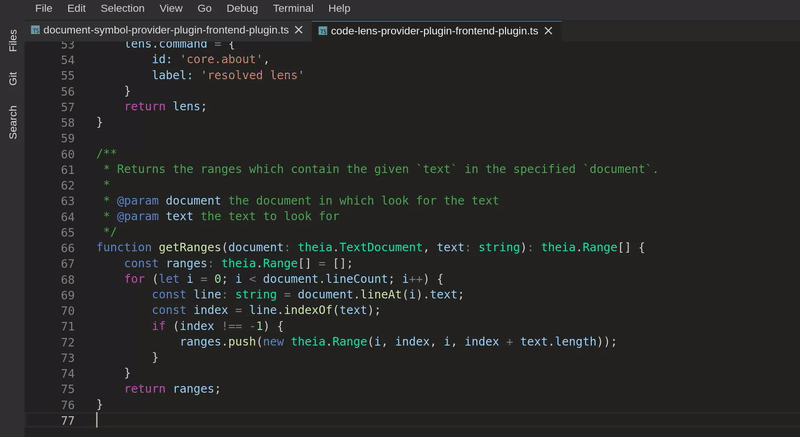 File Edit Selection View Go Debug Terminal Help
Files
Git
Search
document-symbol-provider-plugin-frontend-plugin.ts
code-lens-provider-plugin-frontend-plugin.ts
53 lens.command = {
54 id: 'core.about',
55 label: 'resolved lens'
56 }
57 return lens;
58 }
59
60 /**
61 * Returns the ranges which contain the given `text` in the specified `document`.
62 *
63 * @param document the document in which look for the text
64 * @param text the text to look for
65 */
66 function getRanges(document: theia.TextDocument, text: string): theia.Range[] {
67 const ranges: theia.Range[] = [];
68 for (let i = 0; i < document.lineCount; i++) {
69 const line: string = document.lineAt(i).text;
70 const index = line.indexOf(text);
71 if (index !== -1) {
72 ranges.push(new theia.Range(i, index, i, index + text.length));
73 }
74 }
75 return ranges;
76 }
77